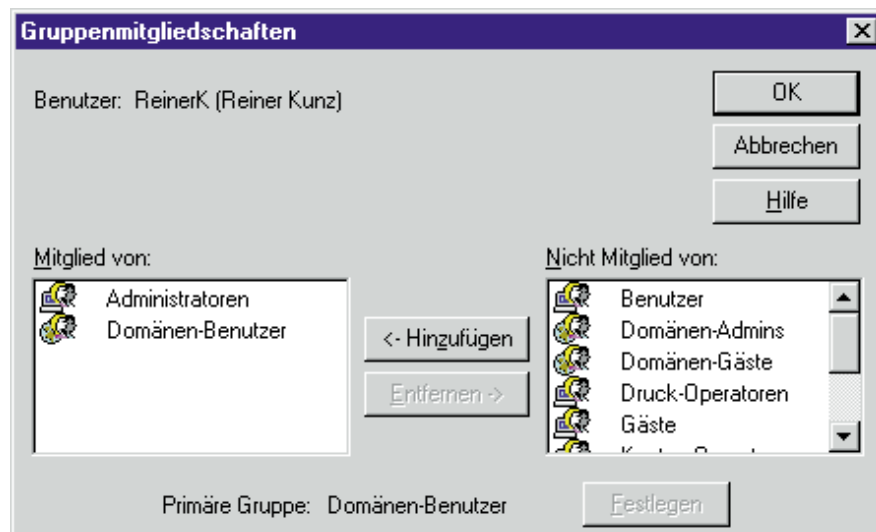 Gruppenmitgliedschaften
Benutzer: ReinerK (Reiner Kunz)
OK
Abbrechen
Hilfe
Mitglied von:
Administratoren
Domänen-Benutzer
<- Hinzufügen
Entfernen ->
Nicht Mitglied von:
Benutzer
Domänen-Admins
Domänen-Gäste
Druck-Operatoren
Gäste
Primäre Gruppe: Domänen-Benutzer
Festlegen